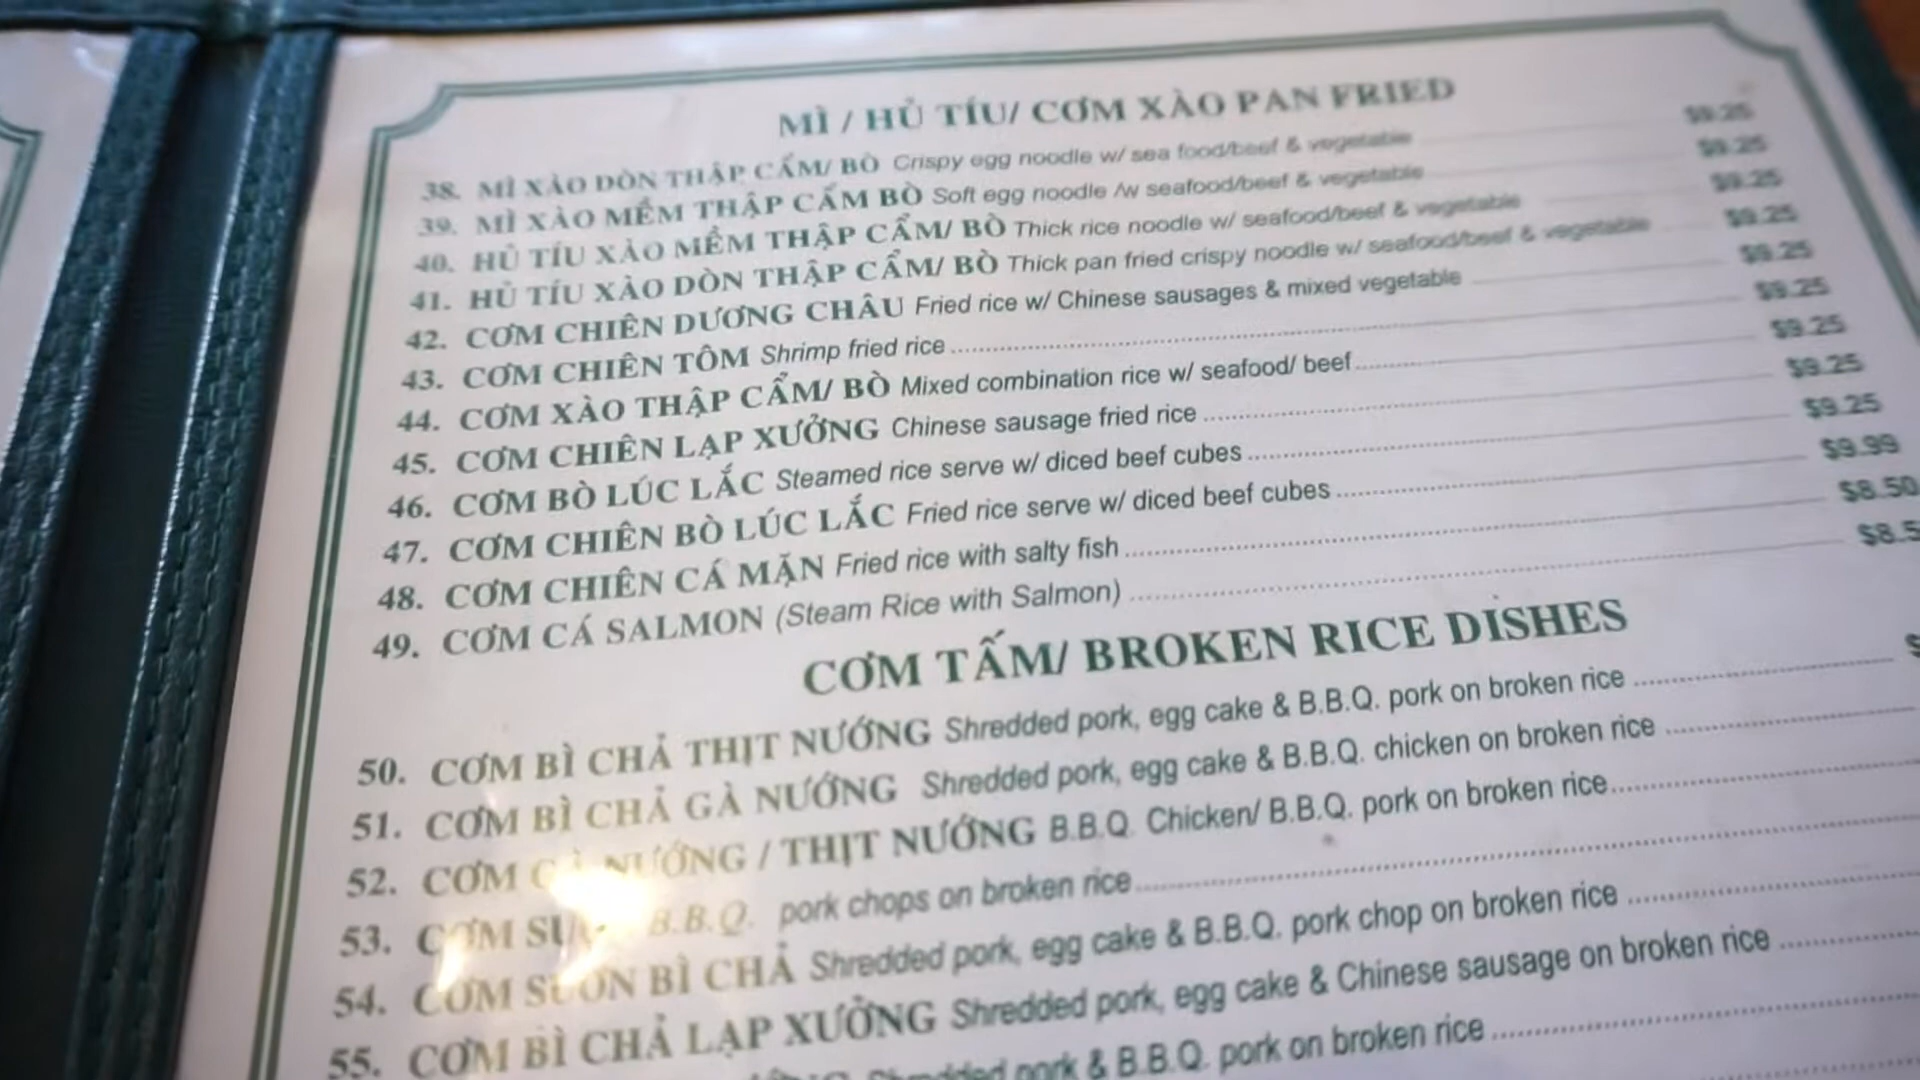 MÌ / HỦ TÍU/ CƠM XÀO PAN FRIED
38. MÌ XÀO DÒN THẬP CẨM/ BÒ Crispy egg noodle w/ sea food/beef & vegetable $9.25
39. MÌ XÀO MỀM THẬP CẨM BÒ Soft egg noodle /w seafood/beef & vegetable $9.25
40. HỦ TÍU XÀO MỀM THẬP CẨM/ BÒ Thick rice noodle w/ seafood/beef & vegetable $9.25
41. HỦ TÍU XÀO DÒN THẬP CẨM/ BÒ Thick pan fried crispy noodle w/ seafood/beef & vegetable $9.25
42. CƠM CHIÊN DƯƠNG CHÂU Fried rice w/ Chinese sausages & mixed vegetable $9.25
43. CƠM CHIÊN TÔM Shrimp fried rice $9.25
44. CƠM XÀO THẬP CẨM/ BÒ Mixed combination rice w/ seafood/ beef $9.25
45. CƠM CHIÊN LẠP XƯỞNG Chinese sausage fried rice $9.25
46. CƠM BÒ LÚC LẮC Steamed rice serve w/ diced beef cubes $9.25
47. CƠM CHIÊN BÒ LÚC LẮC Fried rice serve w/ diced beef cubes $9.99
48. CƠM CHIÊN CÁ MẶN Fried rice with salty fish $8.50
49. CƠM CÁ SALMON (Steam Rice with Salmon) $8.5
CƠM TẤM/ BROKEN RICE DISHES
50. CƠM BÌ CHẢ THỊT NƯỚNG Shredded pork, egg cake & B.B.Q. pork on broken rice
51. CƠM BÌ CHẢ GÀ NƯỚNG Shredded pork, egg cake & B.B.Q. chicken on broken rice
52. CƠM GÀ NƯỚNG / THỊT NƯỚNG B.B.Q. Chicken/ B.B.Q. pork on broken rice
53. CƠM B.B.Q. pork chops on broken rice
54. CƠM SƯỜN BÌ CHẢ Shredded pork, egg cake & B.B.Q. pork chop on broken rice
55. CƠM BÌ CHẢ LẠP XƯỞNG Shredded pork, egg cake & Chinese sausage on broken rice
Shredded pork & B.B.Q. pork on broken rice